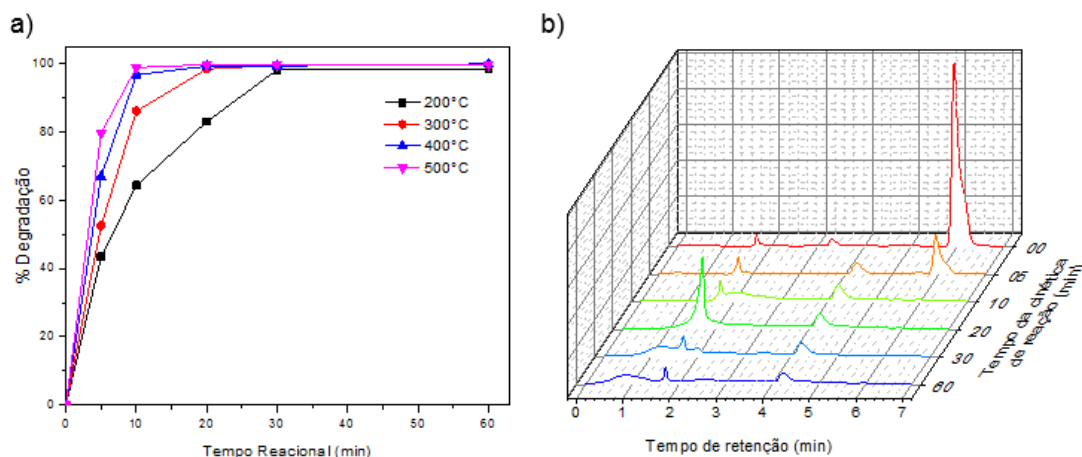 a)
% Degradação
100
80
60
40
20
0
0 10 20 30 40 50 60
Tempo Reacional (min)
200°C
300°C
400°C
500°C
b)
00
05
10
20
30
60
Tempo da cinética
de reação (min)
0 1 2 3 4 5 6 7
Tempo de retenção (min)